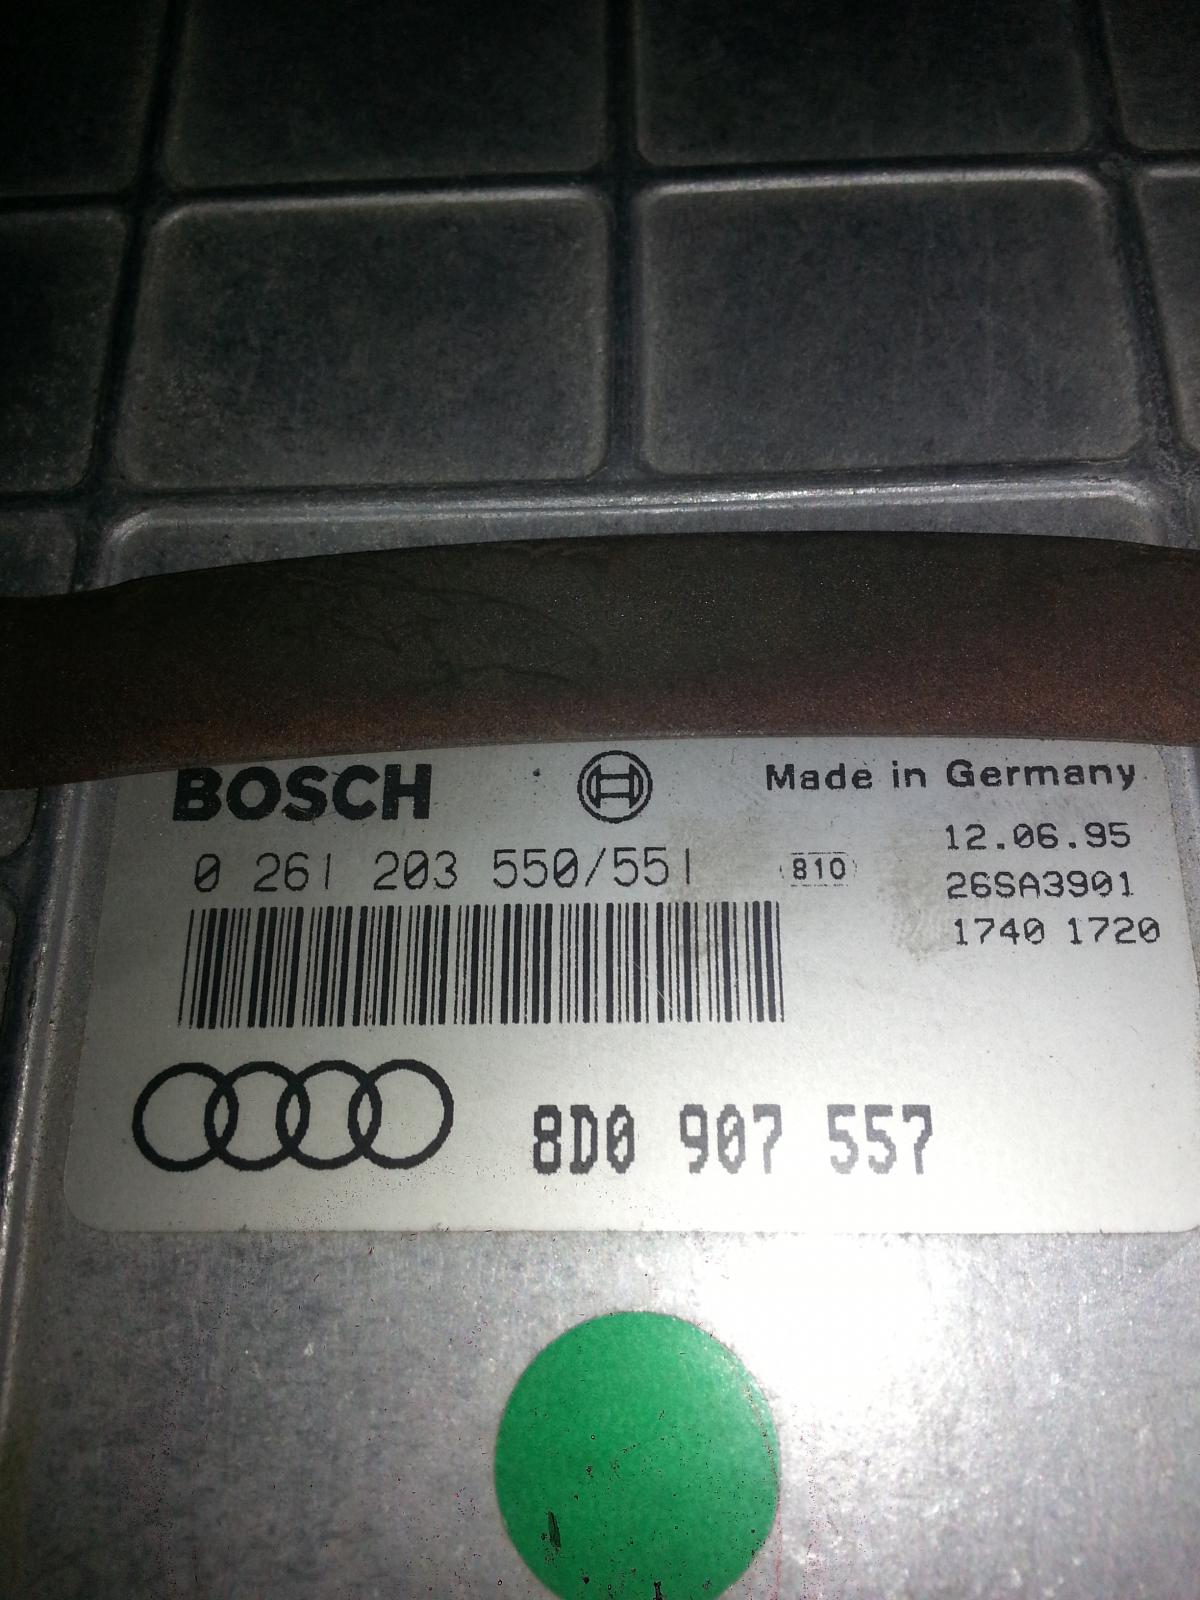 BOSCH
Made in Germany
12.06.95
0 261 203 550/551
810
26SA3901
1740 1720
8D0 907 557